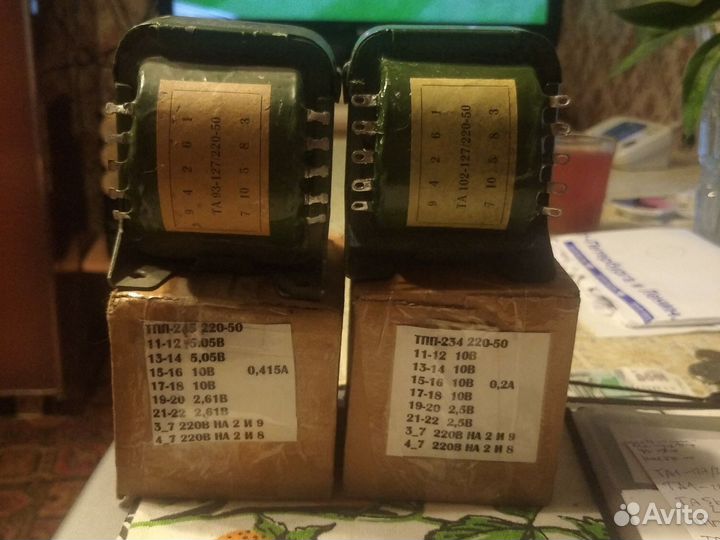 9 4 2 6 1
ТА 93-127/220-50
7 10 5 8 3
9 4 2 6 1
ТА 102-127/220-50
7 10 5 8 3
220-50
11-12 5,05В
13-14 5,05В
15-16 10В 0,415А
17-18 10В
19-20 2,61В
21-22 2,61В
3_7 220В НА 2 И 9
4_7 220В НА 2 И 8
ТПП-234 220-50
11-12 10В
13-14 10В
15-16 10В 0,2А
17-18 10В
19-20 2,5В
21-22 2,5В
3_7 220В НА 2 И 9
4_7 220В НА 2 И 8
Avito